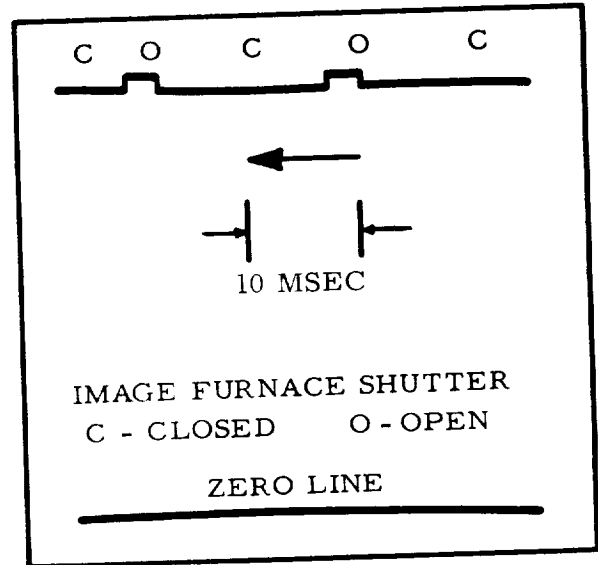 C O C O C
10 MSEC
IMAGE FURNACE SHUTTER
C - CLOSED O - OPEN
ZERO LINE